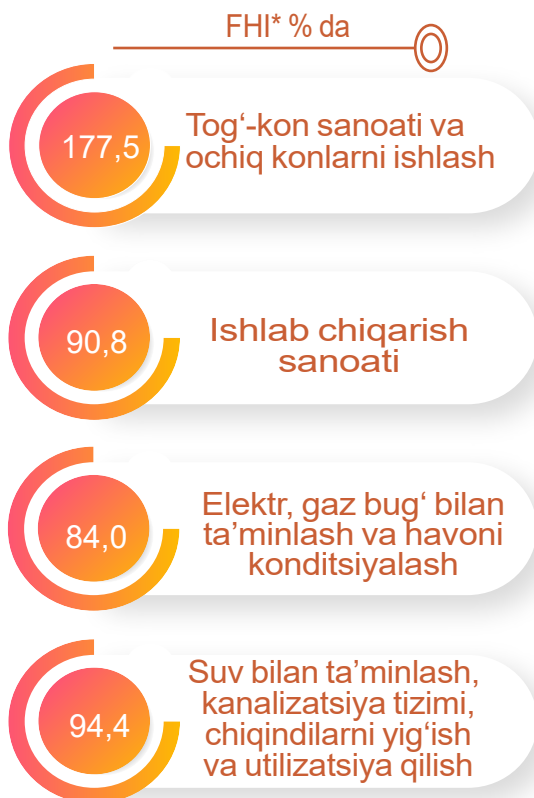 FHI* % da
177,5
Tog‘-kon sanoati va
ochiq konlarni ishlash
90,8
Ishlab chiqarish
sanoati
84,0
Elektr, gaz bug‘ bilan
ta’minlash va havoni
konditsiyalash
94,4
Suv bilan ta’minlash,
kanalizatsiya tizimi,
chiqindilarni yig‘ish
va utilizatsiya qilish